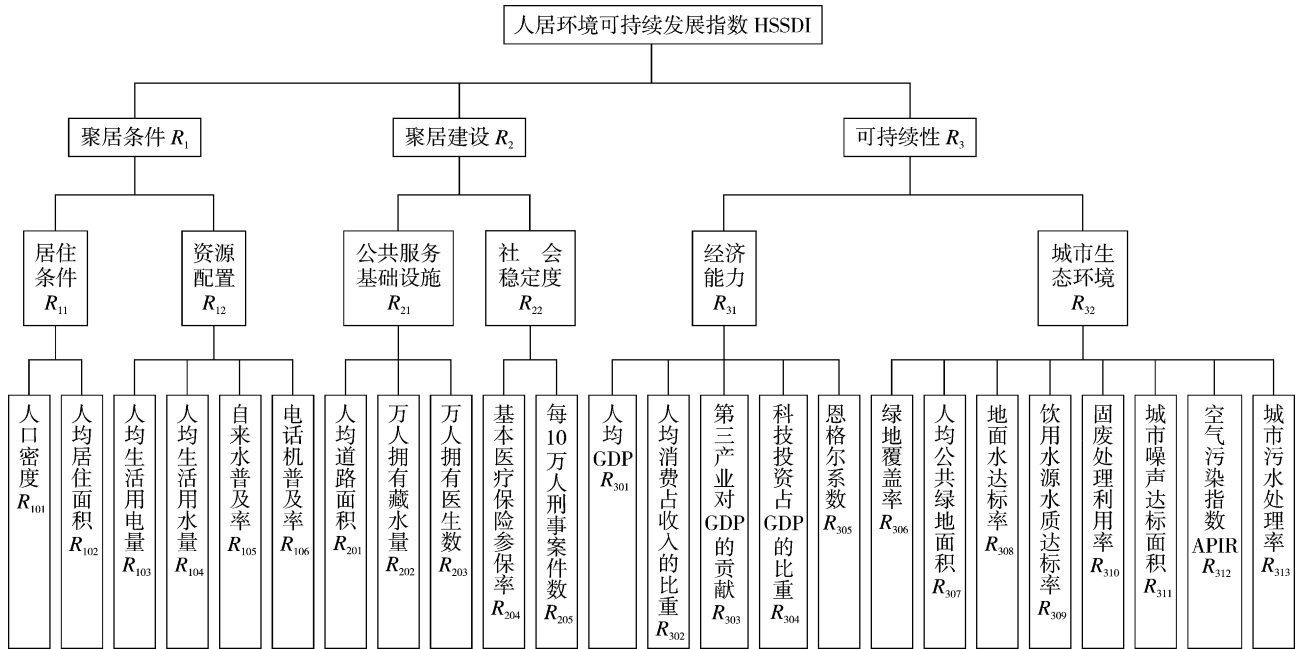 人居环境可持续发展指数 HSSDI
聚居条件 R1
聚居建设 R2
可持续性 R3
居住
条件
R11
资源
配置
R12
公共服务
基础设施
R21
社　会
稳定度
R22
经济
能力
R31
城市生
态环境
R32
人口密度 R101
人均居住面积 R102
人均生活用电量 R103
人均生活用水量 R104
自来水普及率 R105
电话机普及率 R106
人均道路面积 R201
万人拥有藏水量 R202
万人拥有医生数 R203
基本医疗保险参保率 R204
每10万人刑事案件数 R205
人均GDP R301
人均消费占收入的比重 R302
第三产业对GDP的贡献 R303
科技投资占GDP的比重 R304
恩格尔系数 R305
绿地覆盖率 R306
人均公共绿地面积 R307
地面水达标率 R308
饮用水源水质达标率 R309
固废处理利用率 R310
城市噪声达标面积 R311
空气污染指数 APIR R312
城市污水处理率 R313